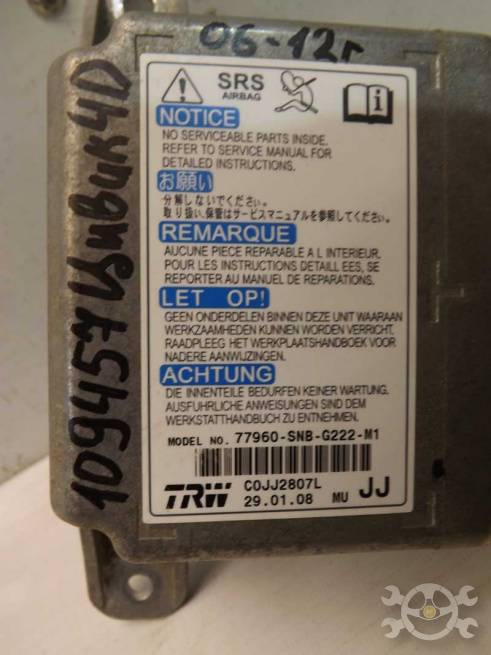 06-12г
109457 Цивик 4D
SRS
AIRBAG
NOTICE
NO SERVICEABLE PARTS INSIDE.
REFER TO SERVICE MANUAL FOR
DETAILED INSTRUCTIONS.
お願い
分解しないでください。
取り扱い、保管はサービスマニュアルを参照してください。
REMARQUE
AUCUNE PIECE REPARABLE A L INTERIEUR.
POUR LES INSTRUCTIONS DETAILL EES, SE
REPORTER AU MANUEL DE REPARATIONS.
LET OP!
GEEN ONDERDELEN BINNEN DEZE UNIT WAARAAN
WERKZAAMHEDEN KUNNEN WORDEN VERRICHT.
RAADPLEEG HET WERKPLAATSHANDBOEK VOOR
NADERE AANWIJZINGEN.
ACHTUNG
DIE INNENTEILE BEDURFEN KEINER WARTUNG.
AUSFUHRLICHE ANWEISUNGEN SIND DEM
WERKSTATTHANDBUCH ZU ENTNEHMEN.
MODEL NO. 77960-SNB-G222-M1
TRW C0JJ2807L
29.01.08 MU JJ